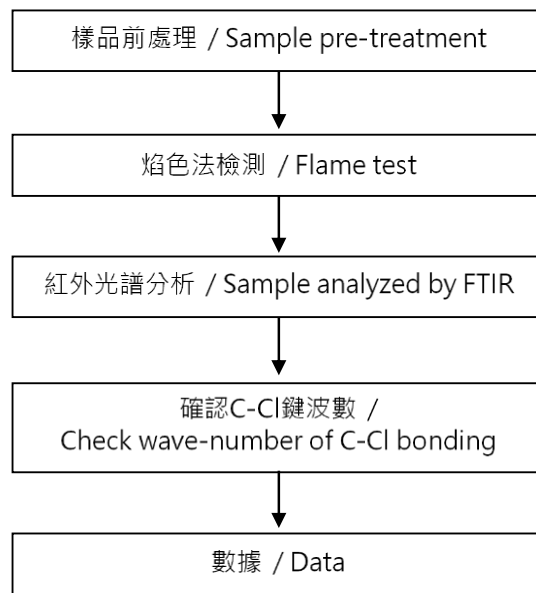 樣品前處理 / Sample pre-treatment
焰色法檢測 / Flame test
紅外光譜分析 / Sample analyzed by FTIR
確認C-Cl鍵波數 /
Check wave-number of C-Cl bonding
數據 / Data